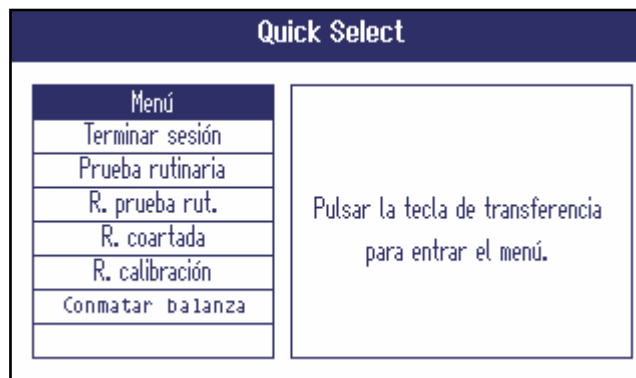 Quick Select
Menú
Terminar sesión
Prueba rutinaria
R. prueba rut.
R. coartada
R. calibración
Conmatar balanza
Pulsar la tecla de transferencia
para entrar el menú.